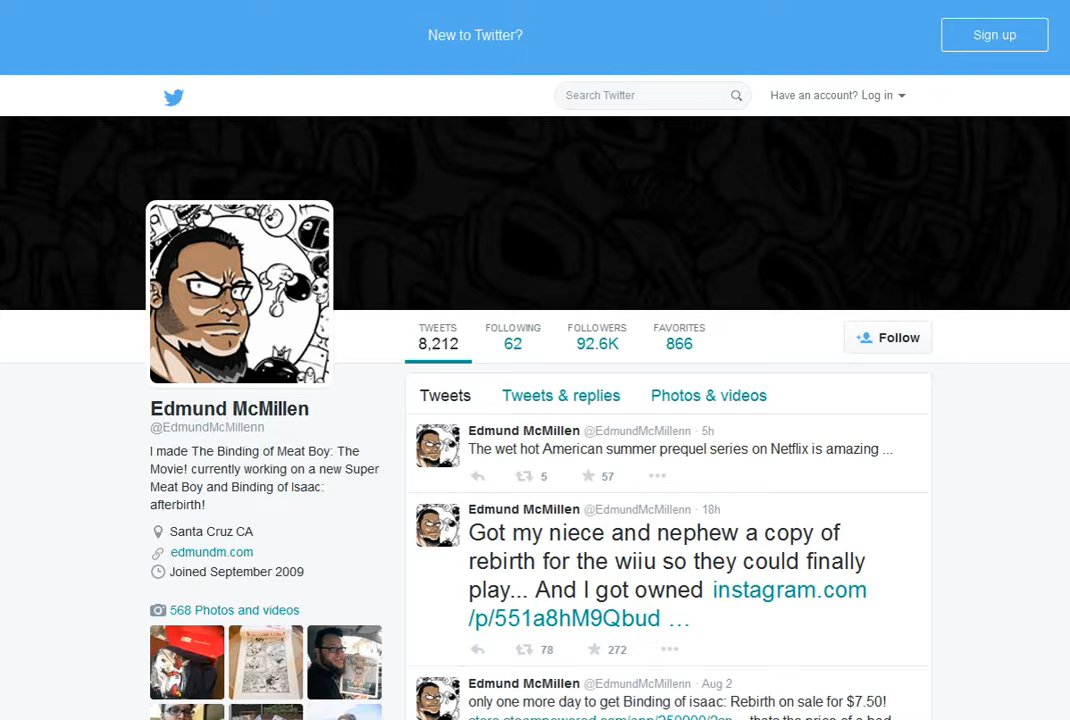 New to Twitter?
Sign up
Search Twitter
Have an account? Log in
TWEETS
8,212
FOLLOWING
62
FOLLOWERS
92.6K
FAVORITES
866
Follow
Edmund McMillen
@EdmundMcMillenn
I made The Binding of Meat Boy: The
Movie! currently working on a new Super
Meat Boy and Binding of Isaac:
afterbirth!
Santa Cruz CA
edmundm.com
Joined September 2009
568 Photos and videos
Tweets Tweets & replies Photos & videos
Edmund McMillen @EdmundMcMillenn · 5h
The wet hot American summer prequel series on Netflix is amazing ...
5 57
Edmund McMillen @EdmundMcMillenn · 18h
Got my niece and nephew a copy of
rebirth for the wiiu so they could finally
play... And I got owned instagram.com
/p/551a8hM9Qbud …
78 272
Edmund McMillen @EdmundMcMillenn · Aug 2
only one more day to get Binding of isaac: Rebirth on sale for $7.50!